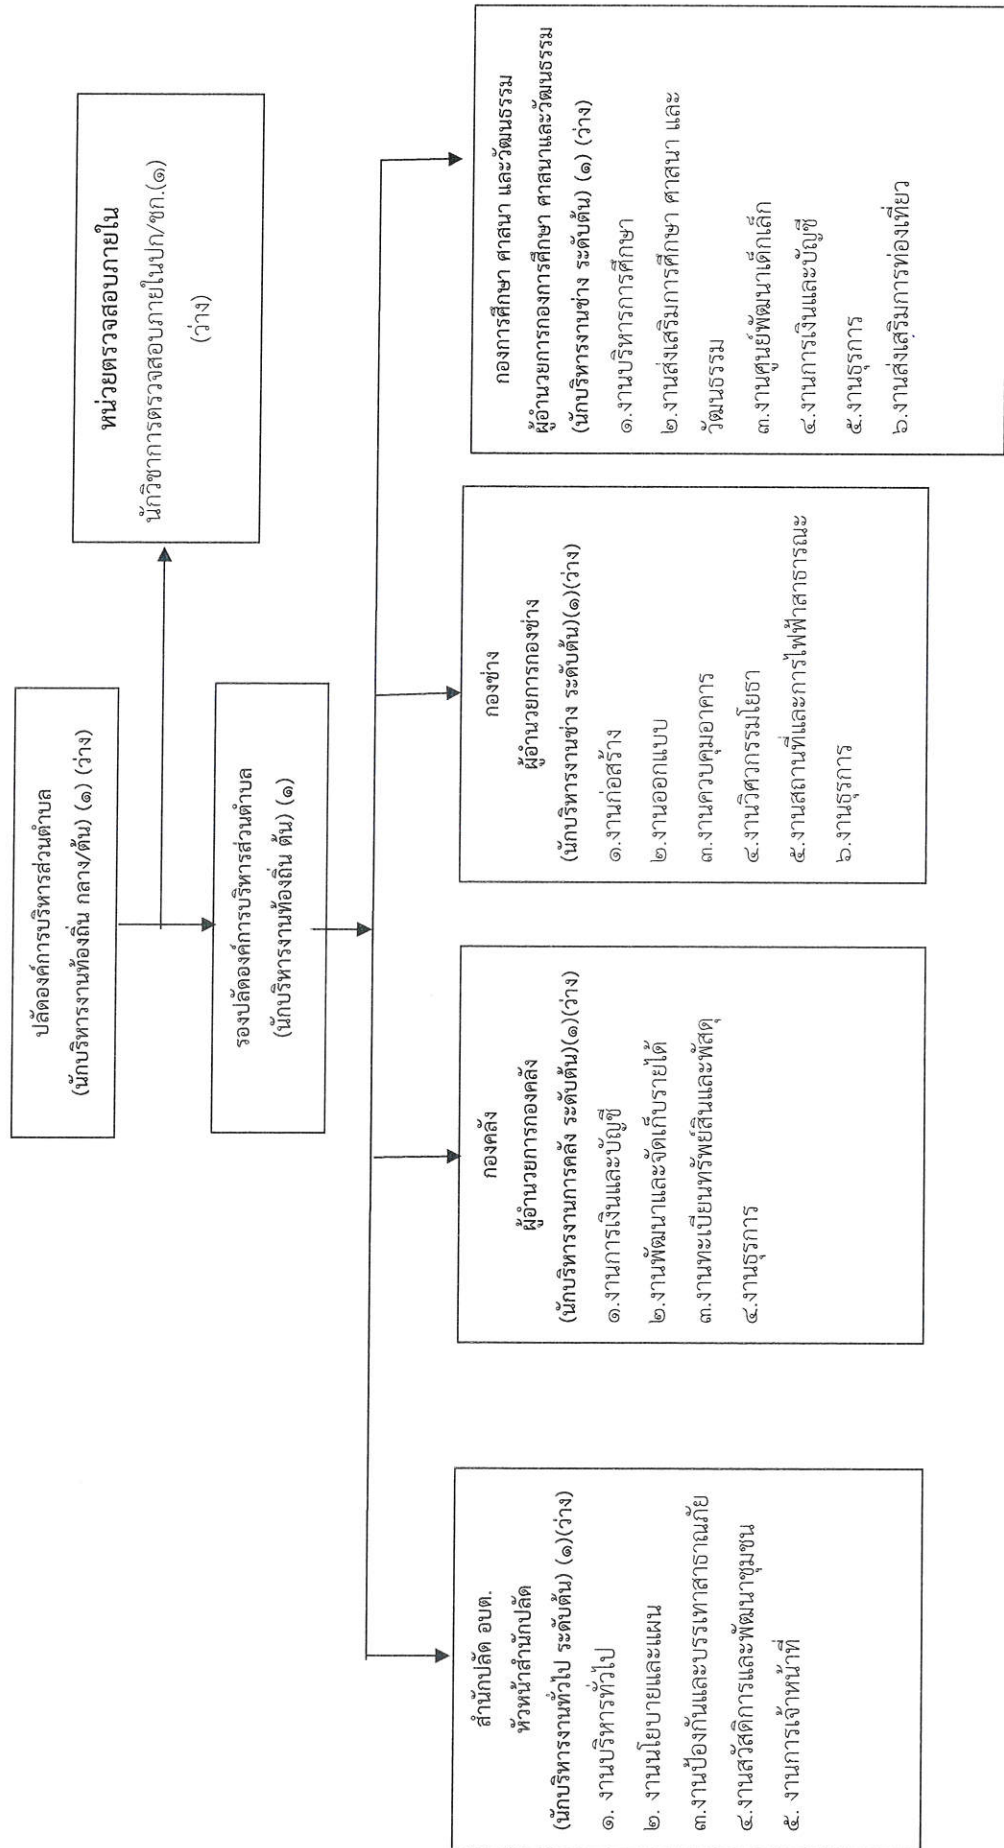 ปลัดองค์การบริหารส่วนตำบล
(นักบริหารงานท้องถิ่น กลาง/ต้น) (๑) (ว่าง)
หน่วยตรวจสอบภายใน
นักวิชาการตรวจสอบภายในปก/ชก.(๑)
(ว่าง)
รองปลัดองค์การบริหารส่วนตำบล
(นักบริหารงานท้องถิ่น ต้น) (๑)
สำนักปลัด อบต.
หัวหน้าสำนักปลัด
(นักบริหารงานทั่วไป ระดับต้น) (๑)(ว่าง)
๑. งานบริหารทั่วไป
๒. งานนโยบายและแผน
๓.งานป้องกันและบรรเทาสาธาณภัย
๔.งานสวัสดิการและพัฒนาชุมชน
๕. งานการเจ้าหน้าที่
กองคลัง
ผู้อำนวยการกองคลัง
(นักบริหารงานการคลัง ระดับต้น)(๑)(ว่าง)
๑.งานการเงินและบัญชี
๒.งานพัฒนาและจัดเก็บรายได้
๓.งานทะเบียนทรัพย์สินและพัสดุ
๔.งานธุรการ
กองช่าง
ผู้อำนวยการกองช่าง
(นักบริหารงานช่าง ระดับต้น)(๑)(ว่าง)
๑.งานก่อสร้าง
๒.งานออกแบบ
๓.งานควบคุมอาคาร
๔.งานวิศวกรรมโยธา
๕.งานสถานที่และการไฟฟ้าสาธารณะ
๖.งานธุรการ
กองการศึกษา ศาสนา และวัฒนธรรม
ผู้อำนวยการกองการศึกษา ศาสนาและวัฒนธรรม
(นักบริหารงานช่าง ระดับต้น) (๑) (ว่าง)
๑.งานบริหารการศึกษา
๒.งานส่งเสริมการศึกษา ศาสนา และ
วัฒนธรรม
๓.งานศูนย์พัฒนาเด็กเล็ก
๔.งานการเงินและบัญชี
๕.งานธุรการ
๖.งานส่งเสริมการท่องเที่ยว